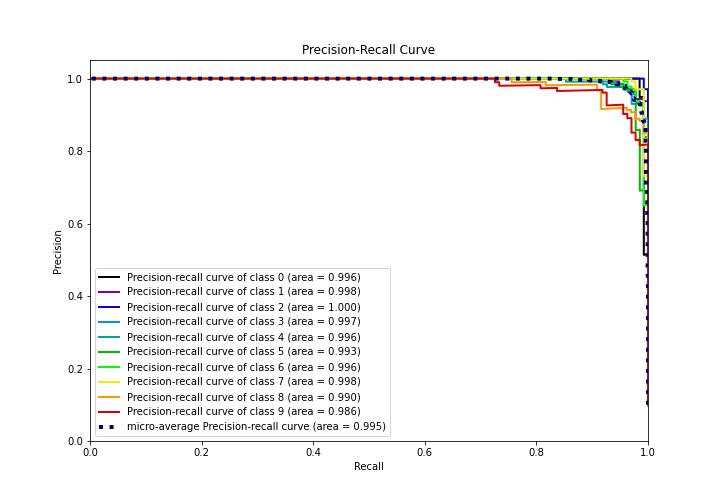 Precision-Recall Curve
1.0
0.8
0.6
0.4
0.2
0.0
Precision
Precision-recall curve of class 0 (area = 0.996)
Precision-recall curve of class 1 (area = 0.998)
Precision-recall curve of class 2 (area = 1.000)
Precision-recall curve of class 3 (area = 0.997)
Precision-recall curve of class 4 (area = 0.996)
Precision-recall curve of class 5 (area = 0.993)
Precision-recall curve of class 6 (area = 0.996)
Precision-recall curve of class 7 (area = 0.998)
Precision-recall curve of class 8 (area = 0.990)
Precision-recall curve of class 9 (area = 0.986)
micro-average Precision-recall curve (area = 0.995)
0.0 0.2 0.4 0.6 0.8 1.0
Recall